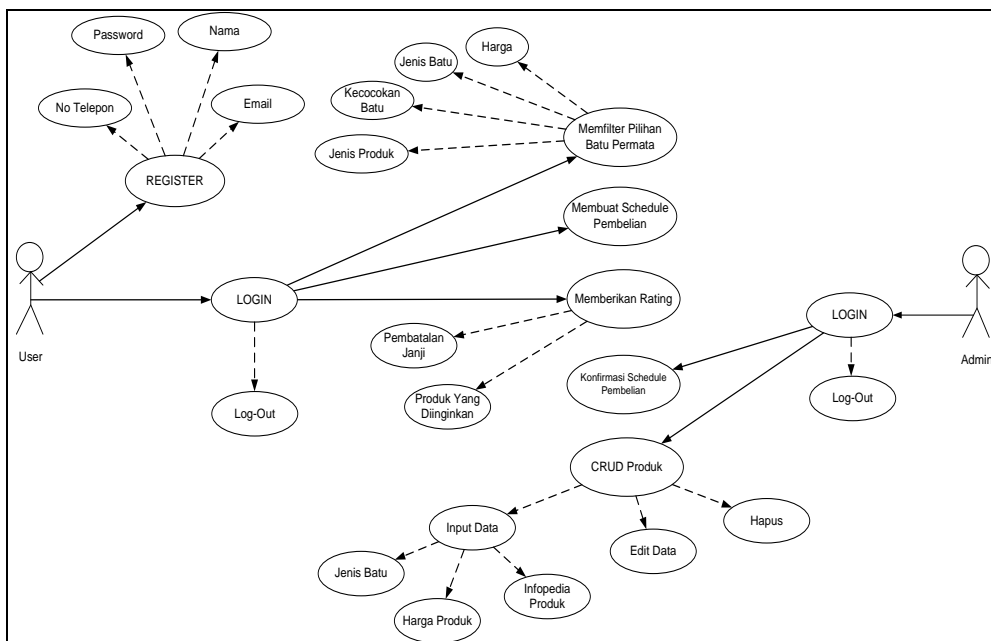 Password
Nama
No Telepon
Email
REGISTER
Harga
Jenis Batu
Kecocokan
Batu
Jenis Produk
Memfilter Pilihan
Batu Permata
Membuat Schedule
Pembelian
User
LOGIN
Memberikan Rating
Pembatalan
Janji
Produk Yang
Diinginkan
Log-Out
LOGIN
Admin
Konfirmasi Schedule
Pembelian
Log-Out
CRUD Produk
Input Data
Edit Data
Hapus
Jenis Batu
Harga Produk
Infopedia
Produk